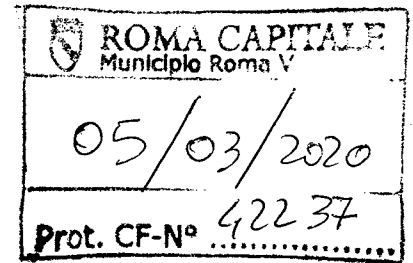 ROMA CAPITALE
Municipio Roma V
05/03/2020
Prot. CF-Nº 42237